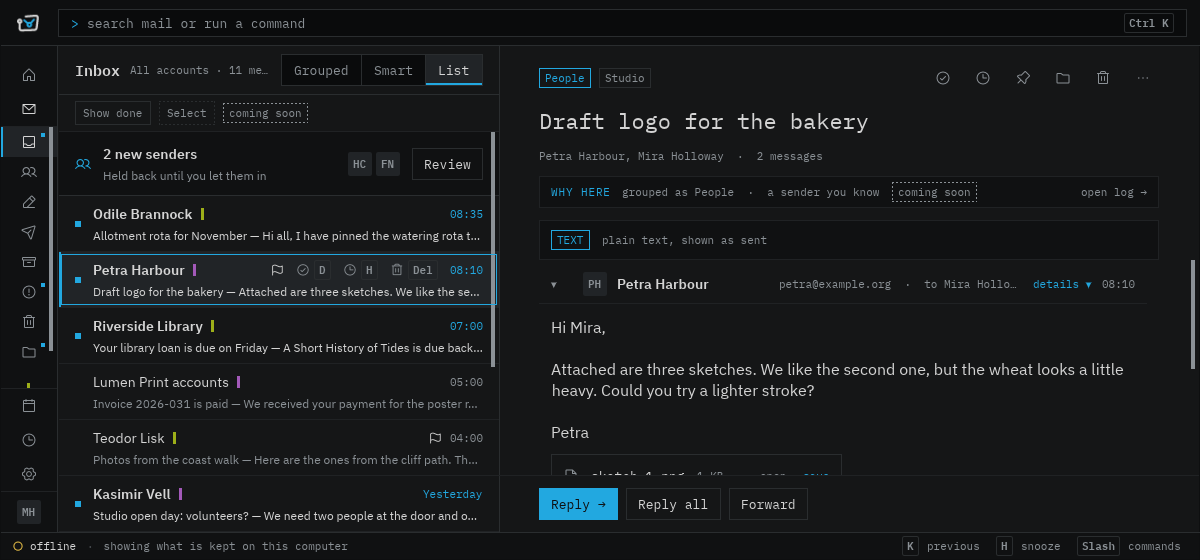 > search mail or run a command Ctrl K
Inbox All accounts · 11 me… Grouped Smart List
Show done Select coming soon
2 new senders
Held back until you let them in
HC FN Review
Odile Brannock 08:35
Allotment rota for November — Hi all, I have pinned the watering rota t…
Petra Harbour D H Del 08:10
Draft logo for the bakery — Attached are three sketches. We like the se…
Riverside Library 07:00
Your library loan is due on Friday — A Short History of Tides is due back…
Lumen Print accounts 05:00
Invoice 2026-031 is paid — We received your payment for the poster r…
Teodor Lisk 04:00
Photos from the coast walk — Here are the ones from the cliff path. Th…
Kasimir Vell Yesterday
Studio open day: volunteers? — We need two people at the door and o…
MH
People Studio
Draft logo for the bakery
Petra Harbour, Mira Holloway · 2 messages
WHY HERE grouped as People · a sender you know coming soon open log →
TEXT plain text, shown as sent
▾ PH Petra Harbour petra@example.org · to Mira Hollo… details ▾ 08:10
Hi Mira,
Attached are three sketches. We like the second one, but the wheat looks a little
heavy. Could you try a lighter stroke?
Petra
sketch-1.png 1 KB open save
Reply → Reply all Forward
offline · showing what is kept on this computer K previous H snooze Slash commands